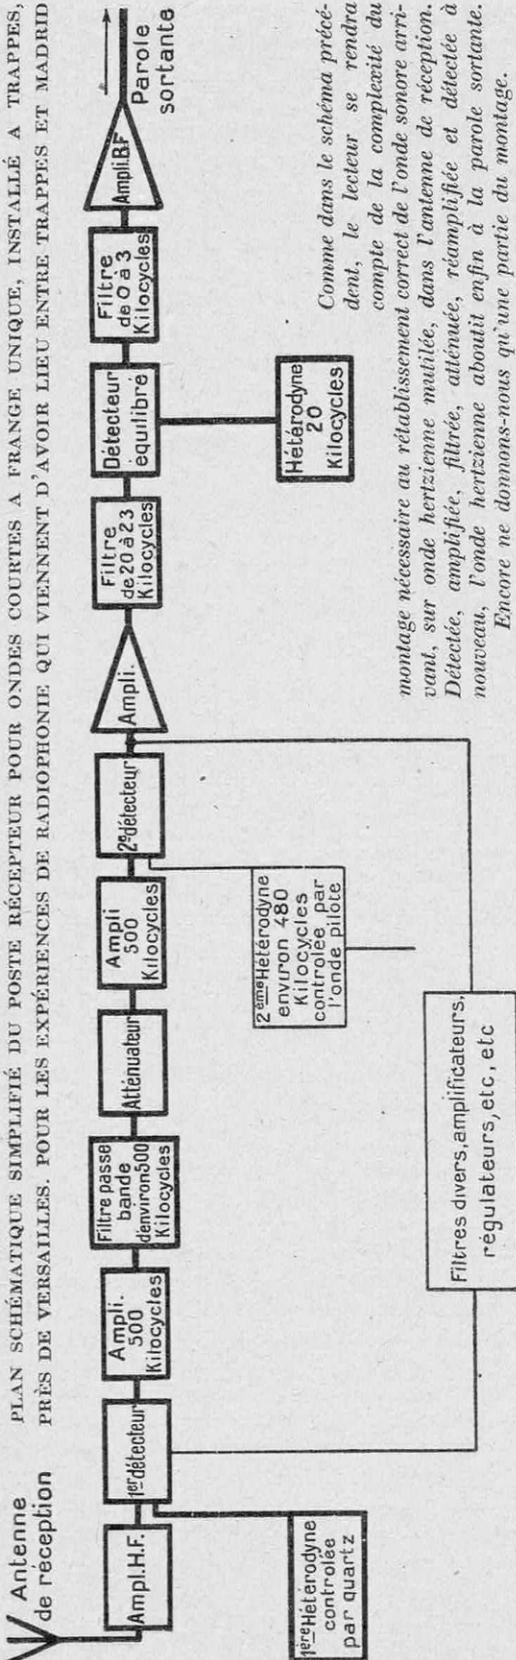 PLAN SCHÉMATIQUE SIMPLIFIÉ DU POSTE RÉCEPTEUR POUR ONDES COURTES A FRANGE UNIQUE, INSTALLÉ A TRAPPES,
PRÈS DE VERSAILLES, POUR LES EXPÉRIENCES DE RADIOPHONIE QUI VIENNENT D'AVOIR LIEU ENTRE TRAPPES ET MADRID
Antenne
de réception
Ampl.H.F.
1ère Hétérodyne
controlée
par quartz
1er détecteur
Ampli.
500
Kilocycles
Filtre passe
bande
d'environ 500
Kilocycles
Atténuateur
Ampli
500
Kilocycles
2e détecteur
2ème Hétérodyne
environ 480
Kilocycles
controlée par
l'onde pilote
Filtres divers, amplificateurs,
régulateurs, etc, etc
Ampli.
Filtre
de 20 à 23
Kilocycles
Détecteur
équilibré
Hétérodyne
20
Kilocycles
Filtre
de 0 à 3
Kilocycles
Ampli.B.F
Parole
sortante
Comme dans le schéma précé-
dent, le lecteur se rendra
compte de la complexité du
montage nécessaire au rétablissement correct de l'onde sonore arri-
vant, sur onde hertzienne mutilée, dans l'antenne de réception.
Détectée, amplifiée, filtrée, atténuée, réamplifiée et détectée à
nouveau, l'onde hertzienne aboutit enfin à la parole sortante.
Encore ne donnons-nous qu'une partie du montage.